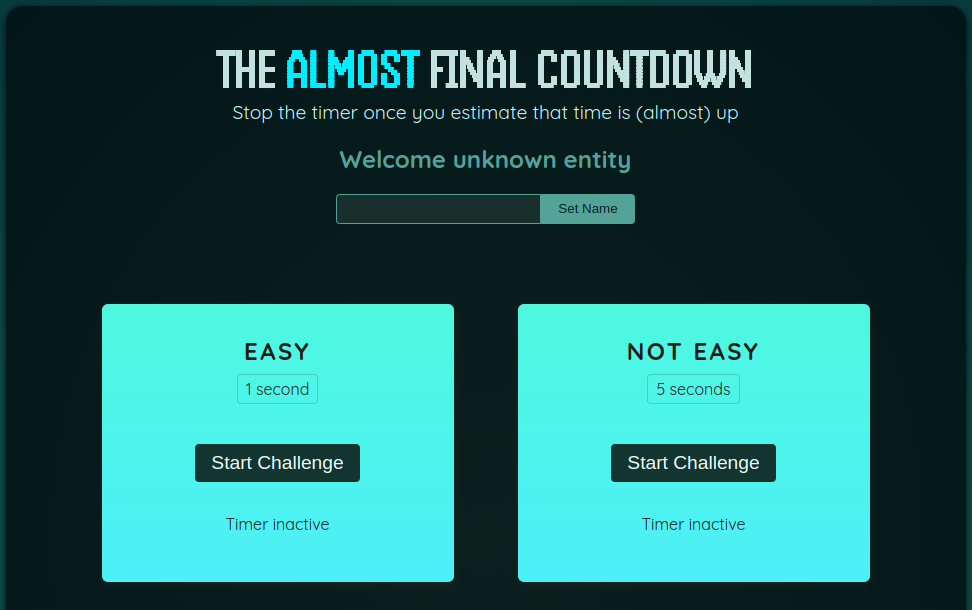 THE ALMOST FINAL COUNTDOWN
Stop the timer once you estimate that time is (almost) up
Welcome unknown entity
Set Name
EASY
1 second
Start Challenge
Timer inactive
NOT EASY
5 seconds
Start Challenge
Timer inactive